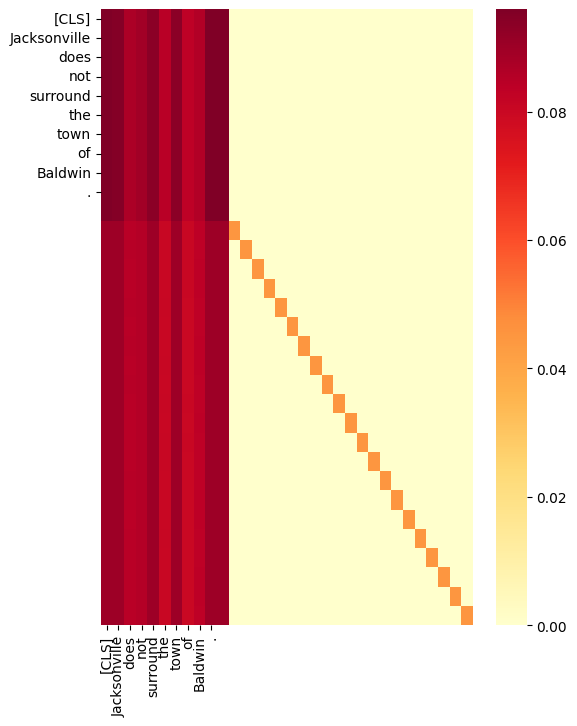 [CLS]
Jacksonville
does
not
surround
the
town
of
Baldwin
.
0.08
0.06
0.04
0.02
0.00
[CLS]
Jacksonville
does
not
surround
the
town
of
Baldwin
.